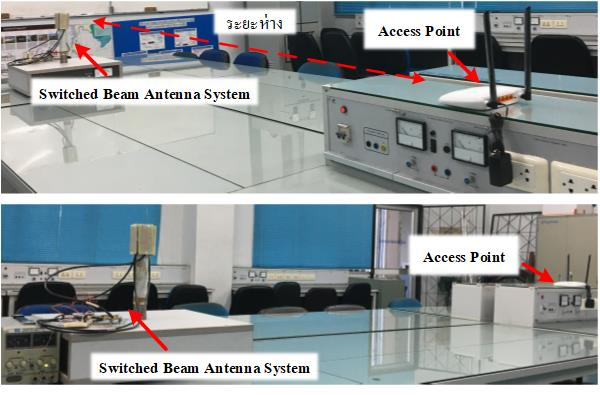 ระยะห่าง
Access Point
Switched Beam Antenna System
Access Point
Switched Beam Antenna System